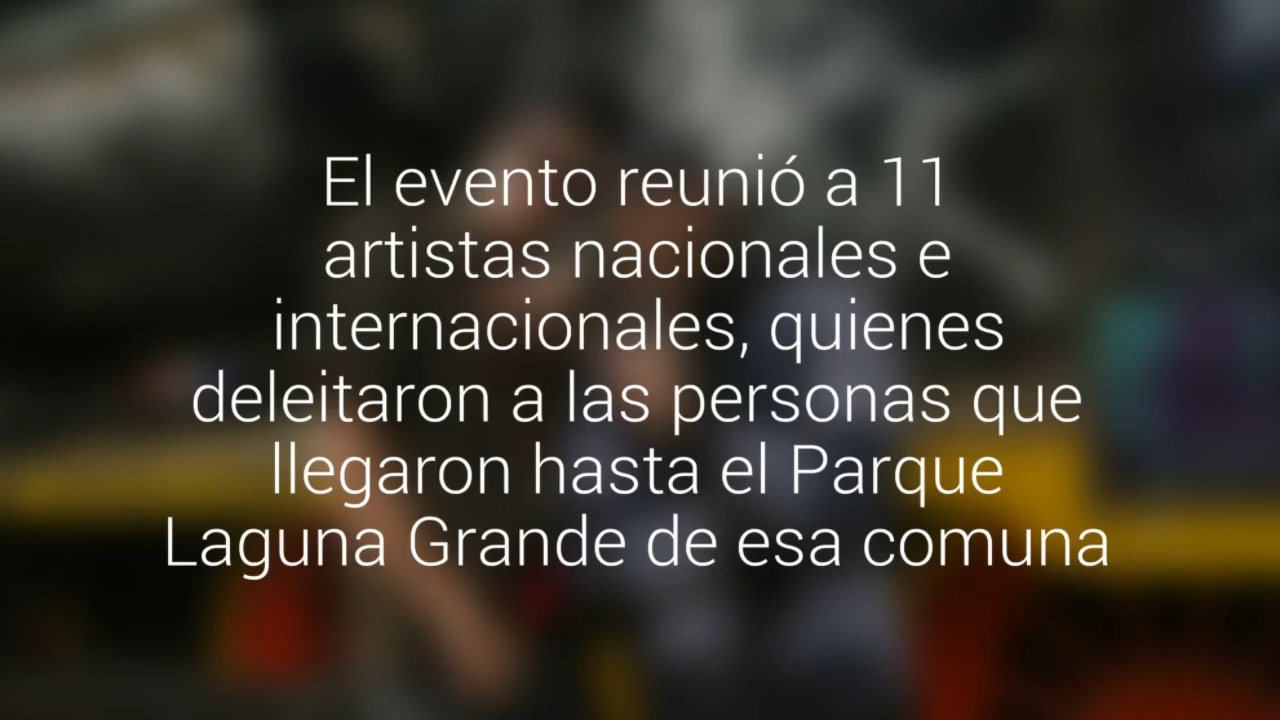 El evento reunió a 11
artistas nacionales e
internacionales, quienes
deleitaron a las personas que
llegaron hasta el Parque
Laguna Grande de esa comuna